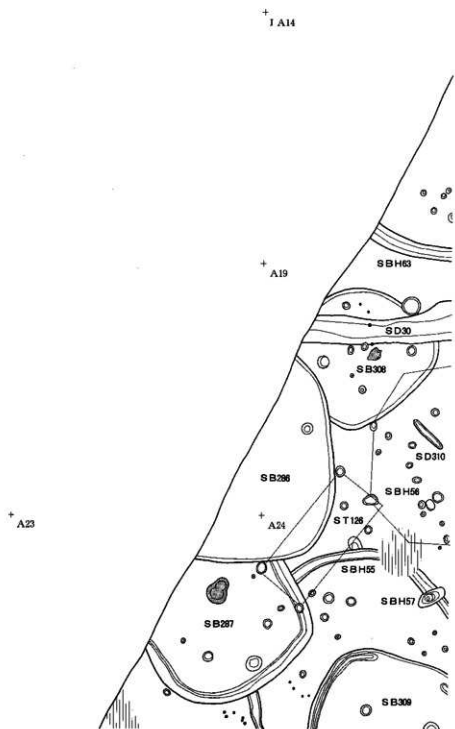 I A14
A19
SBH63
SD30
SB308
SD310
SB286
SBH56
A23
A24
ST126
SBH55
SBH57
SB287
SB309